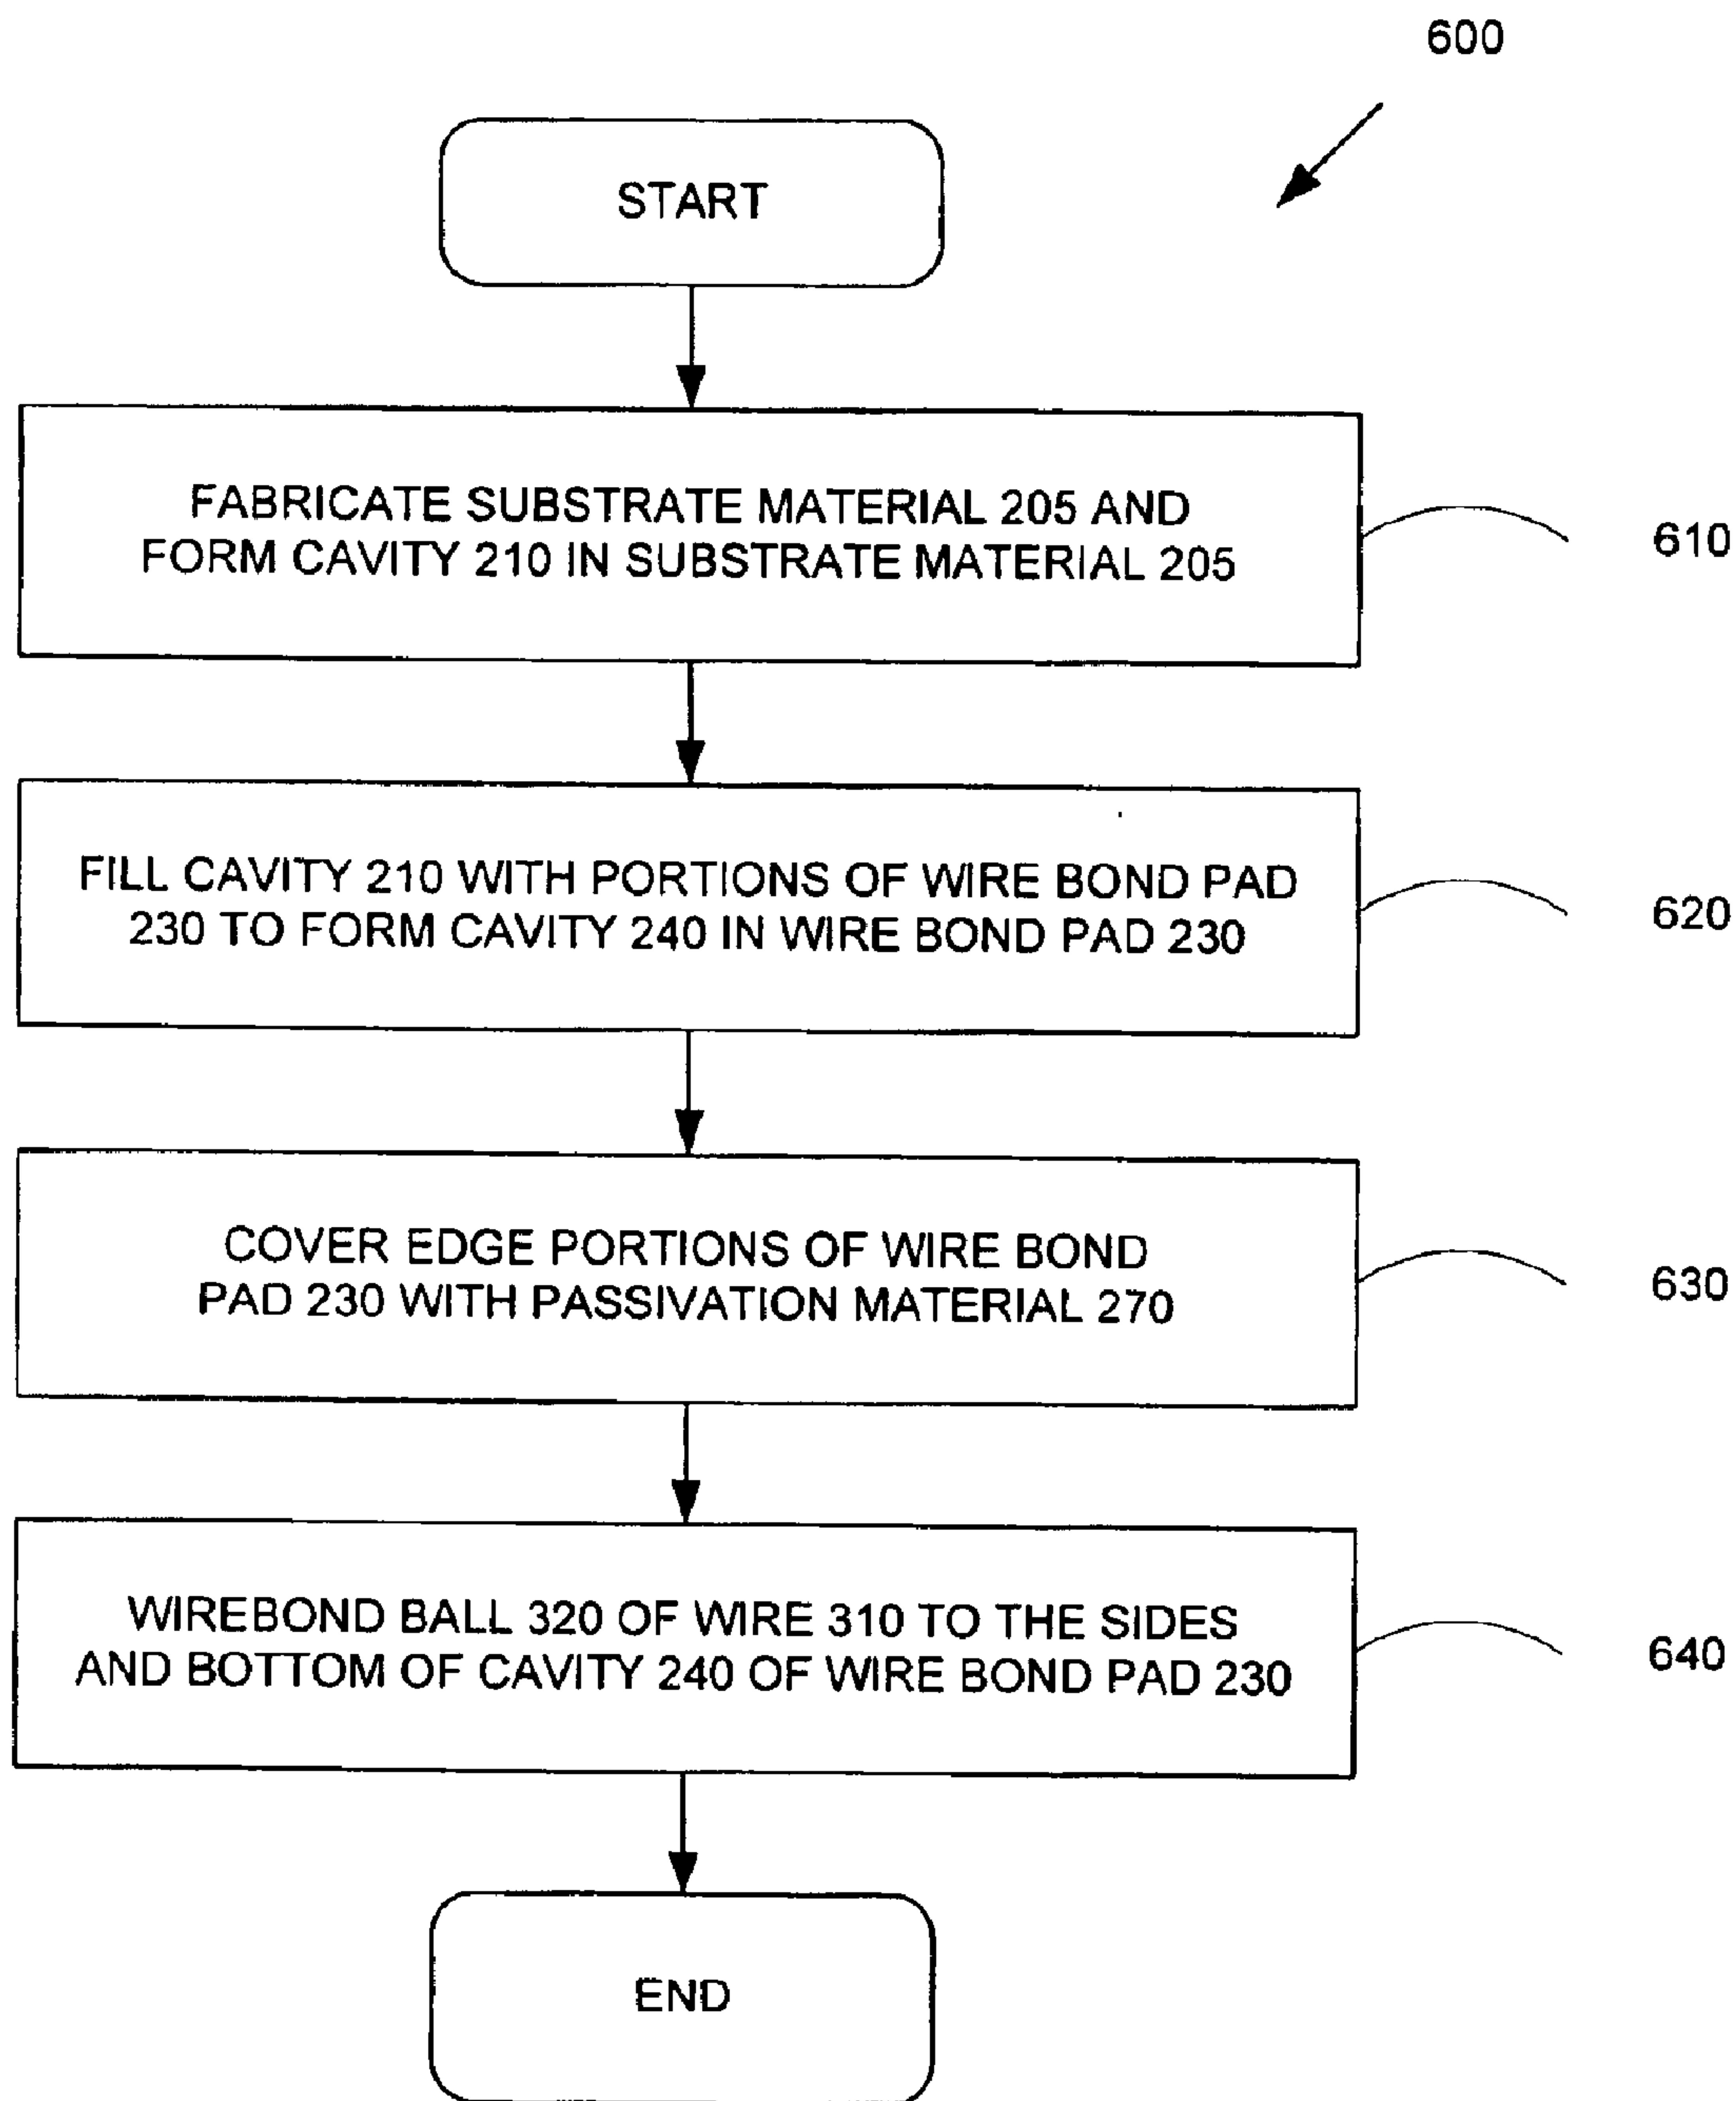 600
START
FABRICATE SUBSTRATE MATERIAL 205 AND
FORM CAVITY 210 IN SUBSTRATE MATERIAL 205
610
FILL CAVITY 210 WITH PORTIONS OF WIRE BOND PAD
230 TO FORM CAVITY 240 IN WIRE BOND PAD 230
620
COVER EDGE PORTIONS OF WIRE BOND
PAD 230 WITH PASSIVATION MATERIAL 270
630
WIREBOND BALL 320 OF WIRE 310 TO THE SIDES
AND BOTTOM OF CAVITY 240 OF WIRE BOND PAD 230
640
END